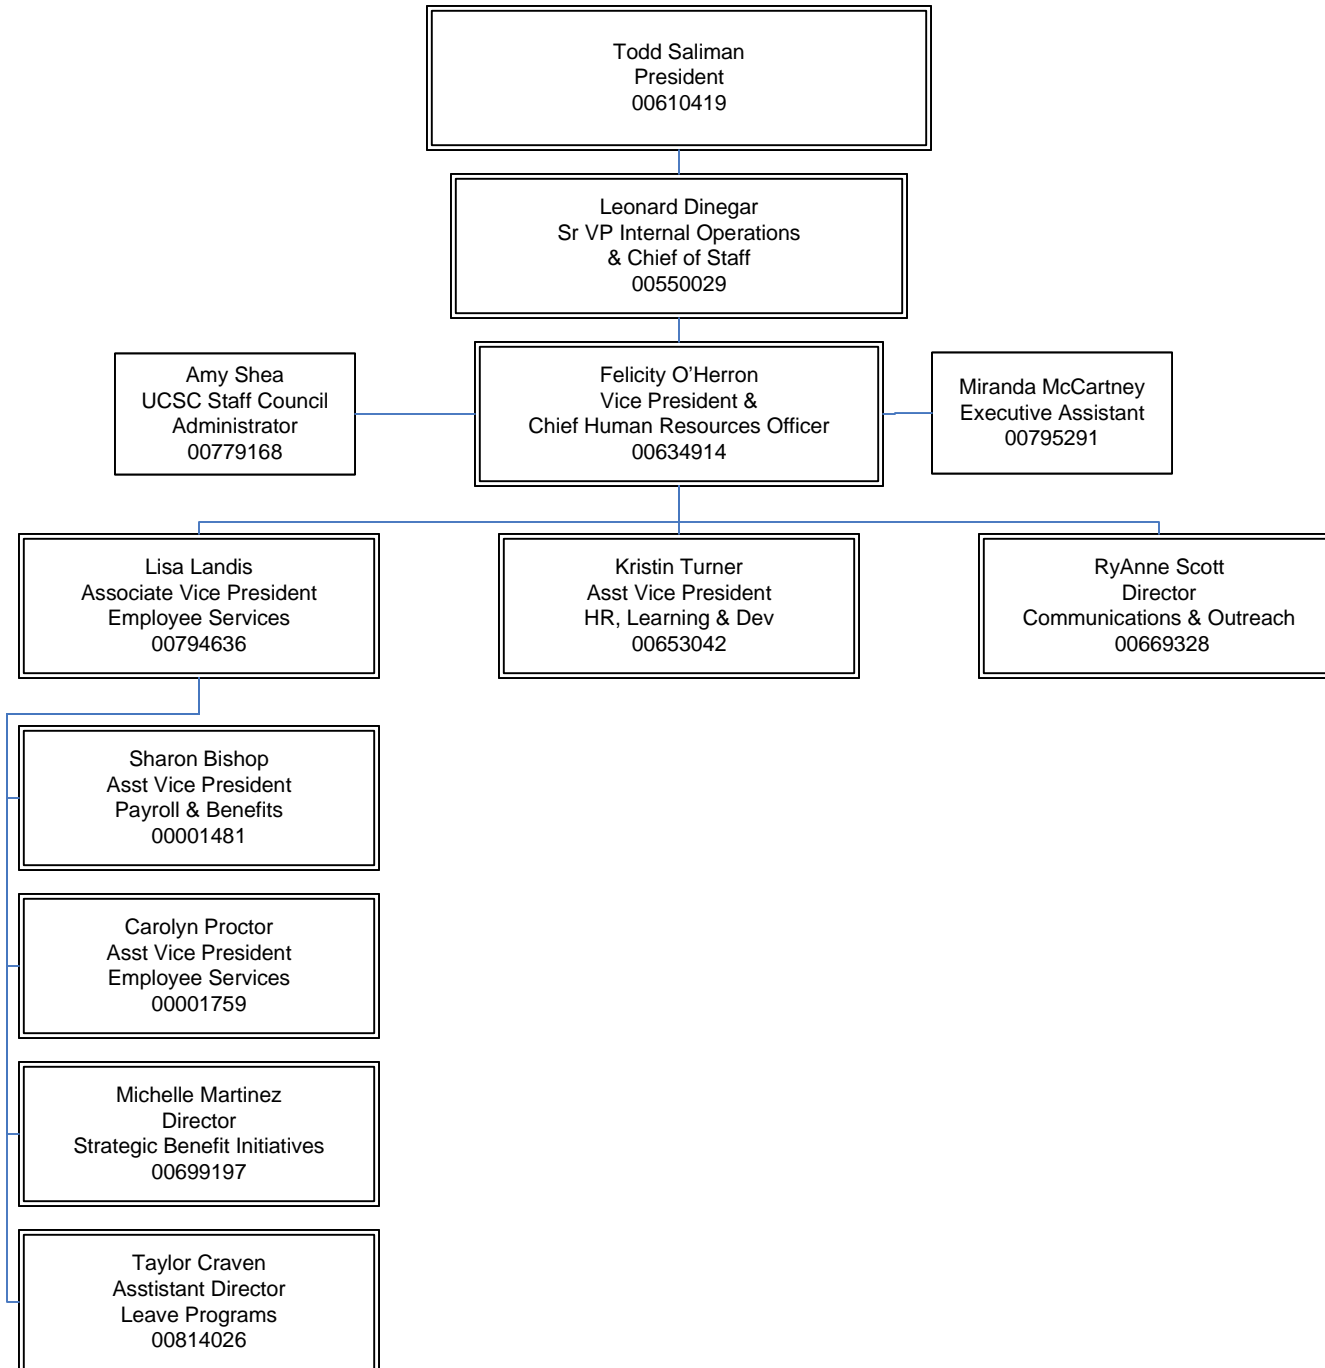 Todd Saliman
President
00610419
Leonard Dinegar
Sr VP Internal Operations
& Chief of Staff
00550029
Amy Shea
UCSC Staff Council
Administrator
00779168
Felicity O’Herron
Vice President &
Chief Human Resources Officer
00634914
Miranda McCartney
Executive Assistant
00795291
Lisa Landis
Associate Vice President
Employee Services
00794636
Kristin Turner
Asst Vice President
HR, Learning & Dev
00653042
RyAnne Scott
Director
Communications & Outreach
00669328
Sharon Bishop
Asst Vice President
Payroll & Benefits
00001481
Carolyn Proctor
Asst Vice President
Employee Services
00001759
Michelle Martinez
Director
Strategic Benefit Initiatives
00699197
Taylor Craven
Asstistant Director
Leave Programs
00814026